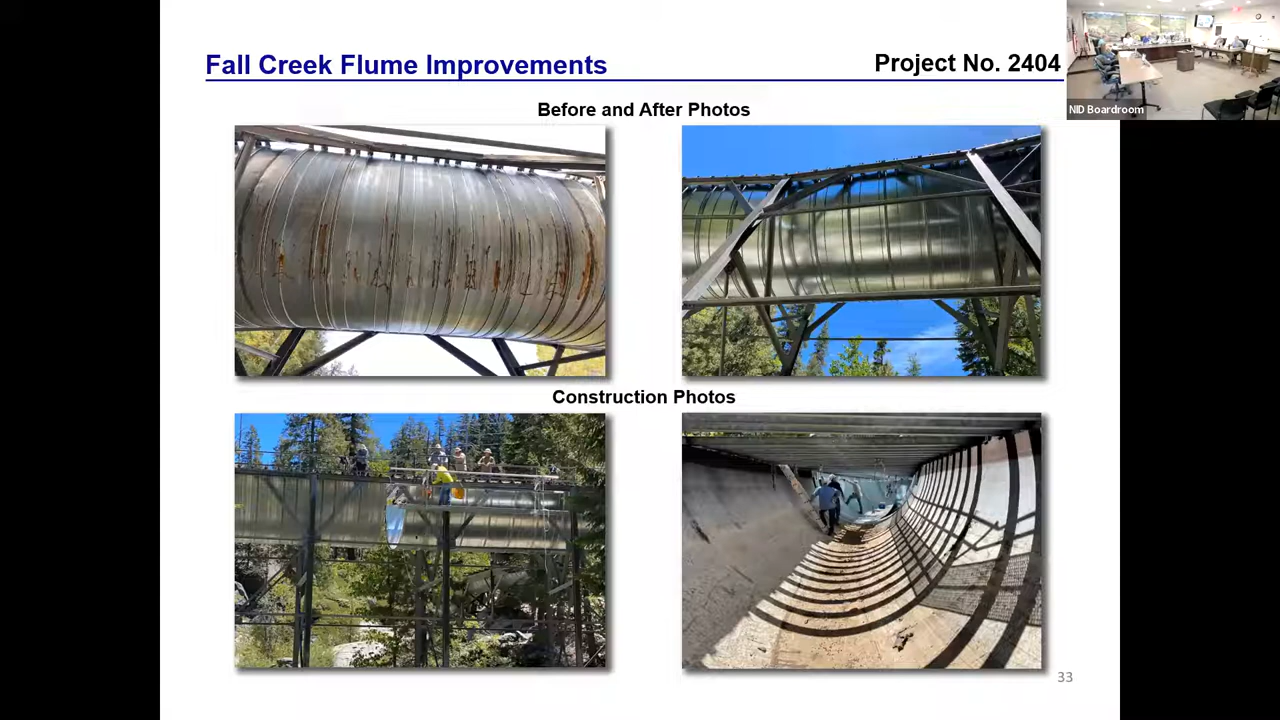 Fall Creek Flume Improvements
Project No. 2404
NID Boardroom
Before and After Photos
Construction Photos
33